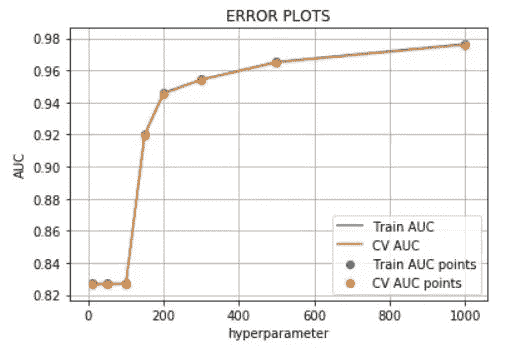 ERROR PLOTS
0.98
0.96
0.94
0.92
0.90
0.88
0.86
0.84
0.82
AUC
Train AUC
CV AUC
Train AUC points
CV AUC points
0 200 400 600 800 1000
hyperparameter